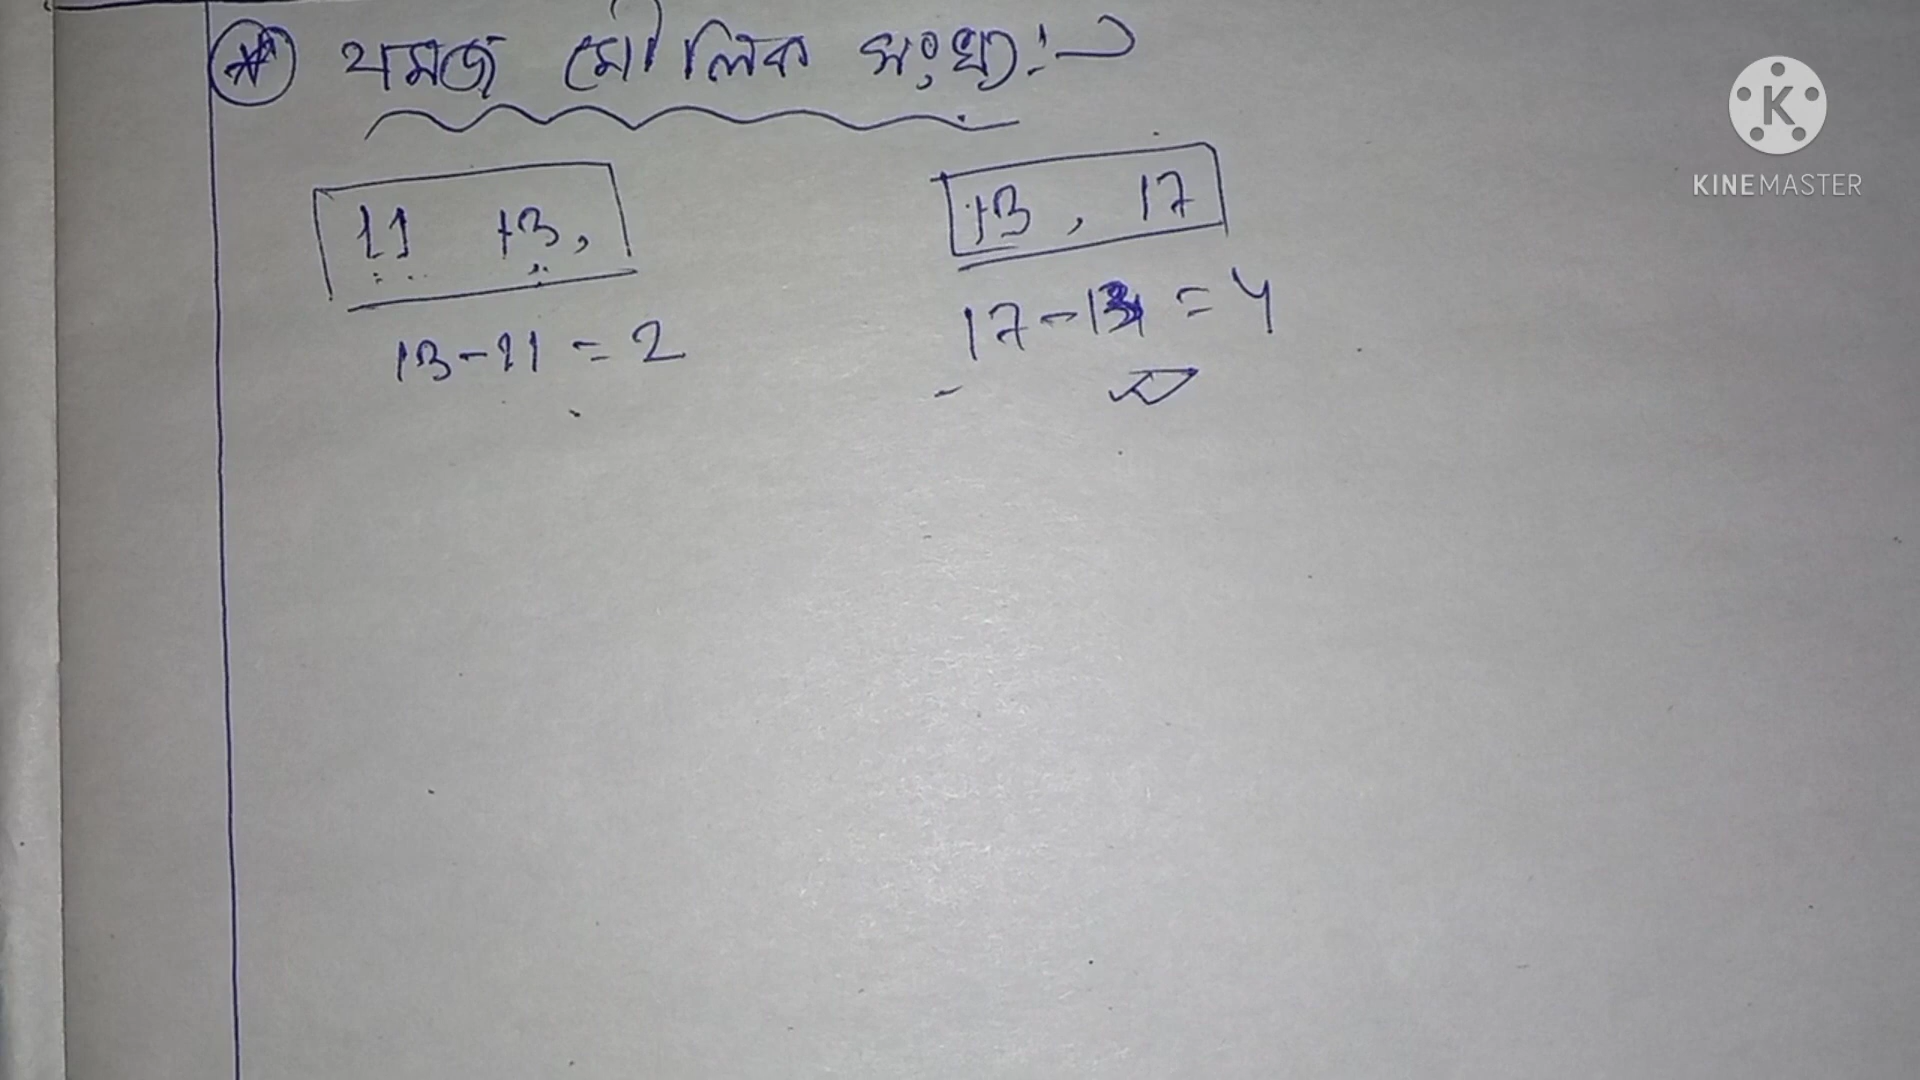 যমজ মৌলিক সংখ্যা:→
11 13,
13-11 = 2
13, 17
17-13 = 4
K
KINEMASTER